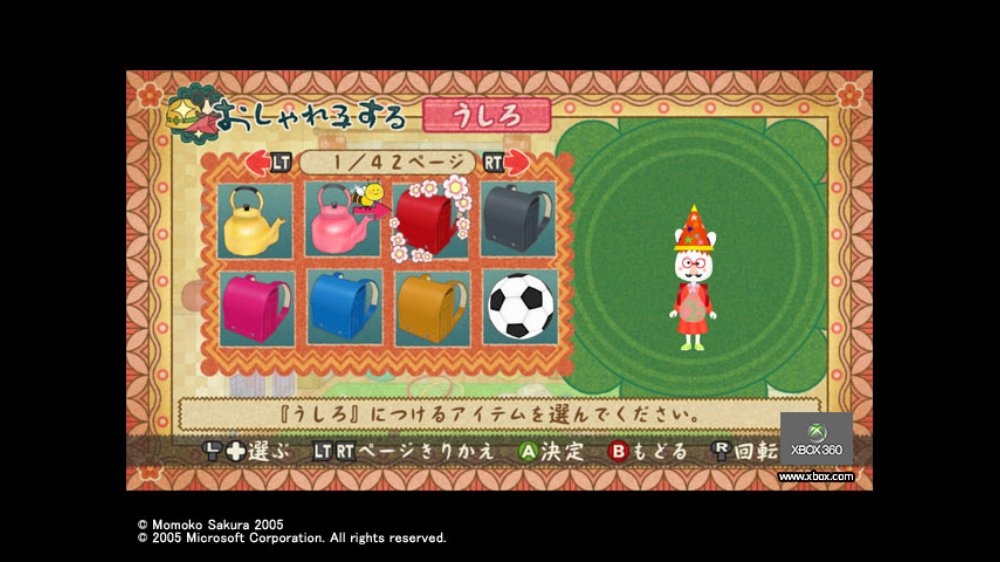 おしゃれをする
うしろ
LT 1/42ページ RT
『うしろ』につけるアイテムを選んでください。
L 選ぶ LT RT ページきりかえ A 決定 B もどる R 回転
XBOX 360
www.xbox.com
© Momoko Sakura 2005
© 2005 Microsoft Corporation. All rights reserved.